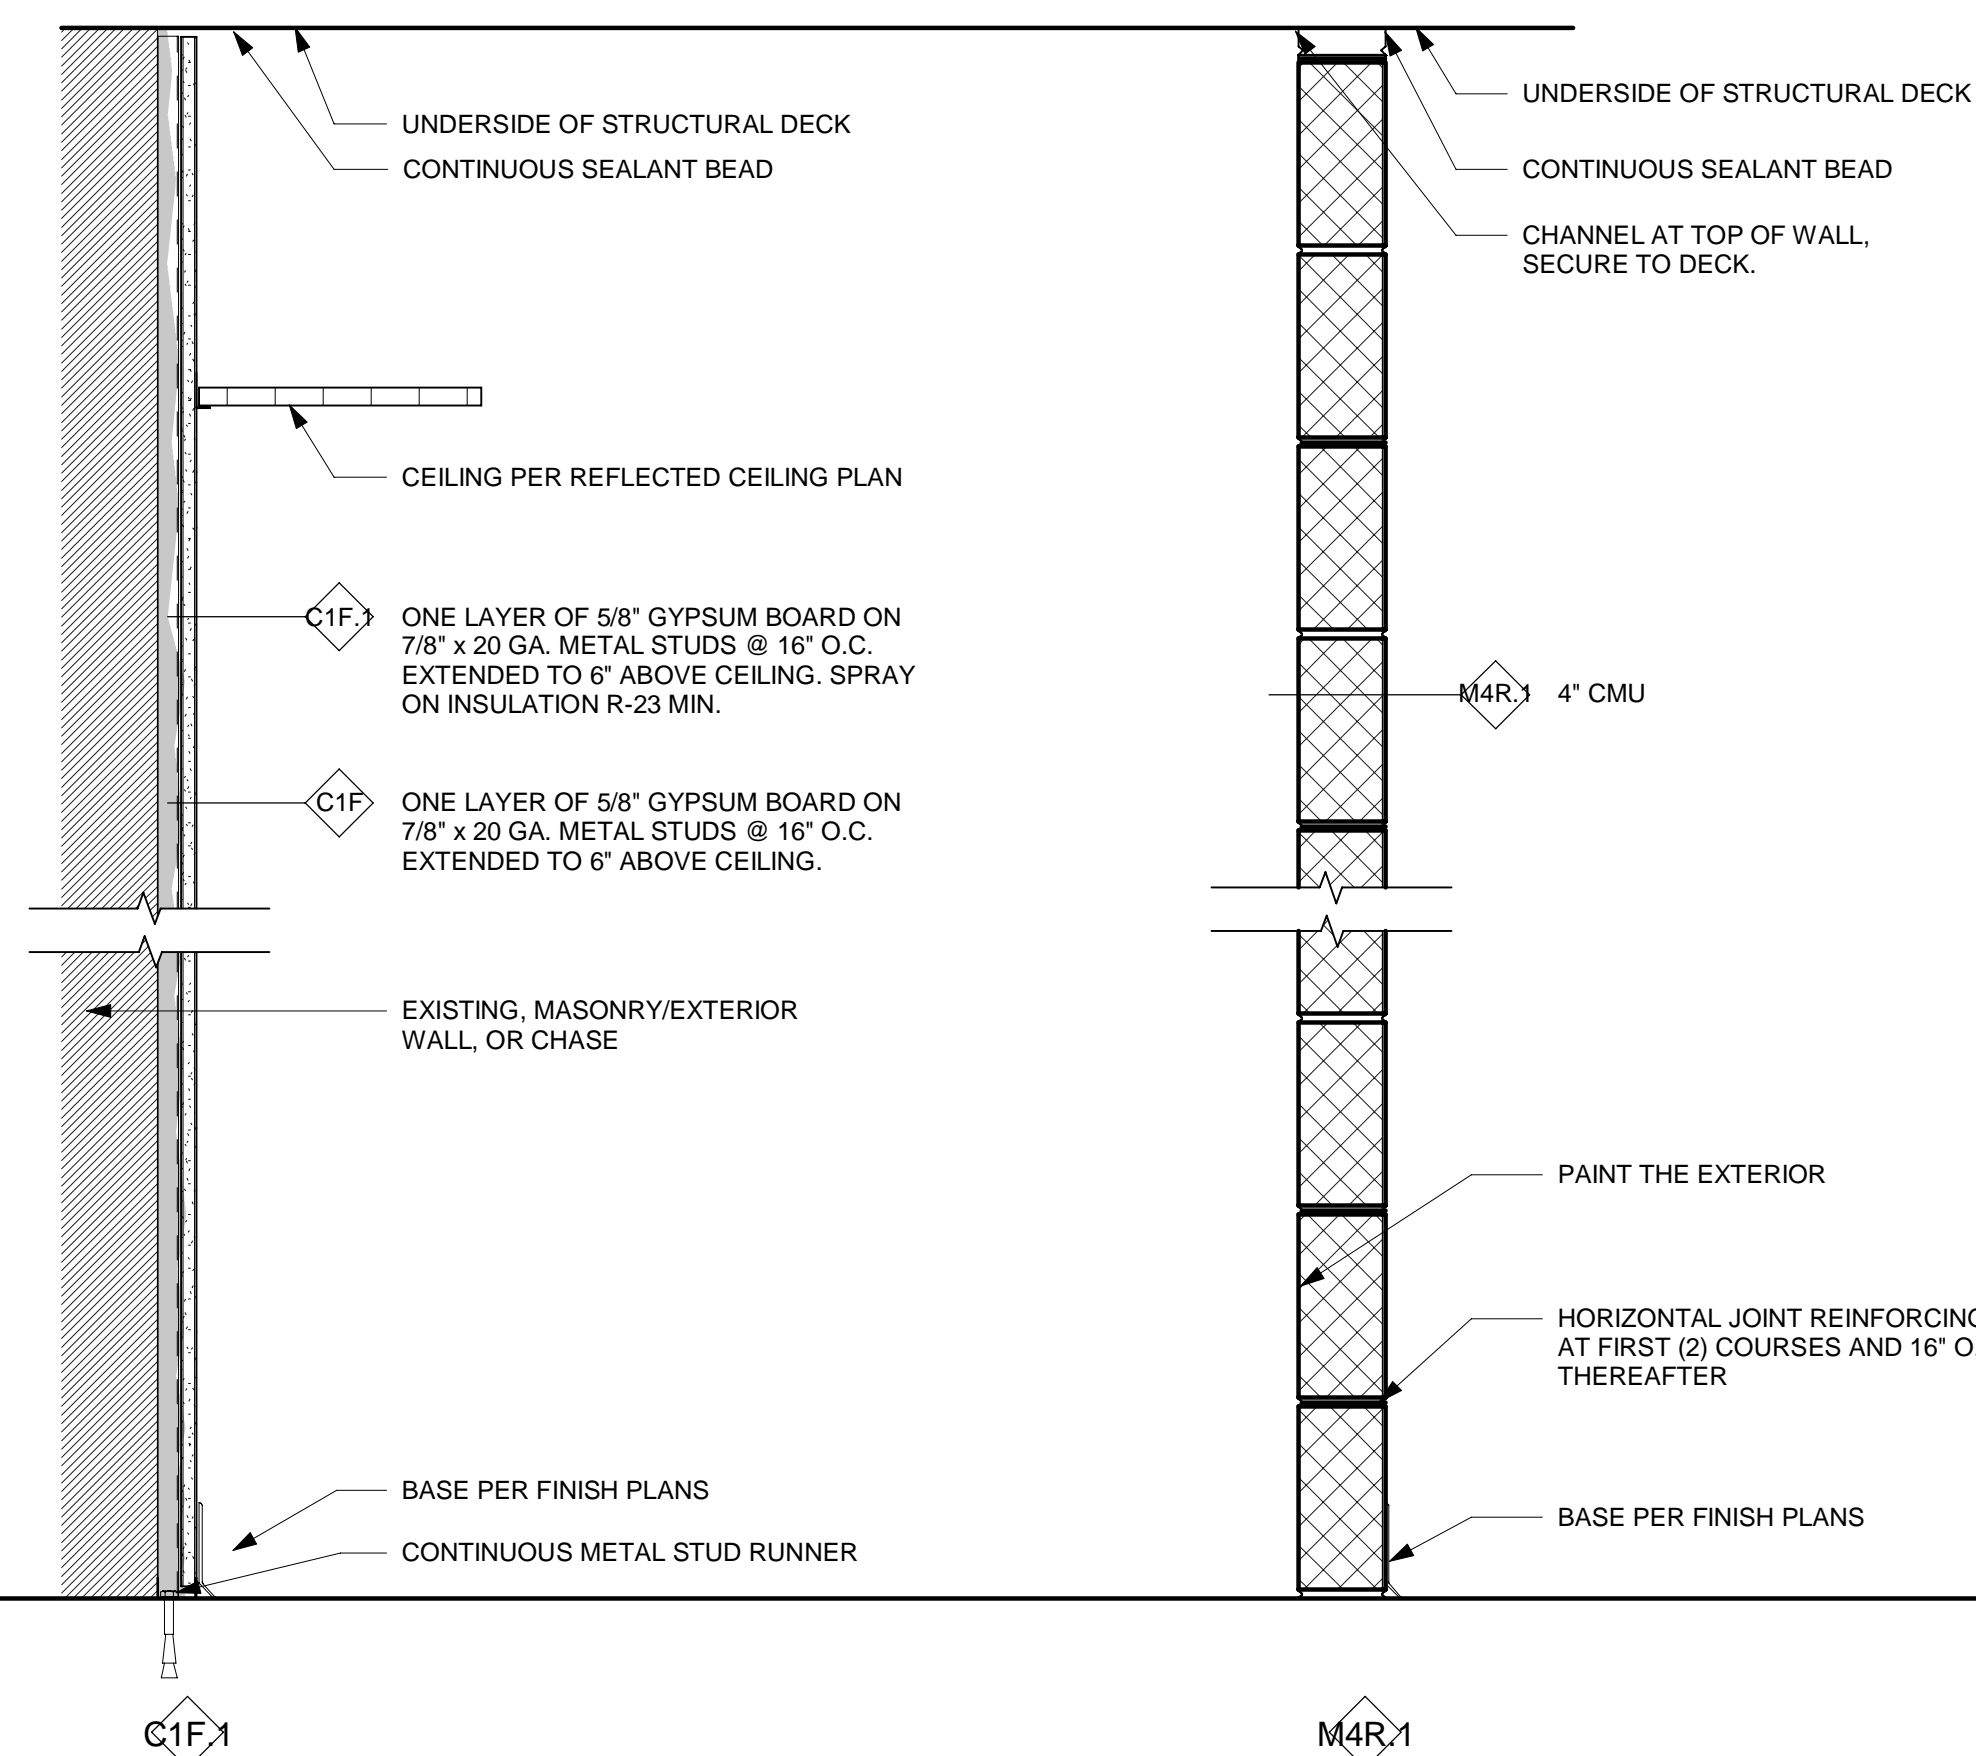 UNDERSIDE OF STRUCTURAL DECK
CONTINUOUS SEALANT BEAD
CEILING PER REFLECTED CEILING PLAN
C1F.1
ONE LAYER OF 5/8" GYPSUM BOARD ON
7/8" x 20 GA. METAL STUDS @ 16" O.C.
EXTENDED TO 6" ABOVE CEILING. SPRAY
ON INSULATION R-23 MIN.
C1F
ONE LAYER OF 5/8" GYPSUM BOARD ON
7/8" x 20 GA. METAL STUDS @ 16" O.C.
EXTENDED TO 6" ABOVE CEILING.
EXISTING, MASONRY/EXTERIOR
WALL, OR CHASE
BASE PER FINISH PLANS
CONTINUOUS METAL STUD RUNNER
C1F.1
UNDERSIDE OF STRUCTURAL DECK
CONTINUOUS SEALANT BEAD
CHANNEL AT TOP OF WALL,
SECURE TO DECK.
M4R.1 4" CMU
PAINT THE EXTERIOR
HORIZONTAL JOINT REINFORCING
AT FIRST (2) COURSES AND 16" O.
THEREAFTER
BASE PER FINISH PLANS
M4R.1